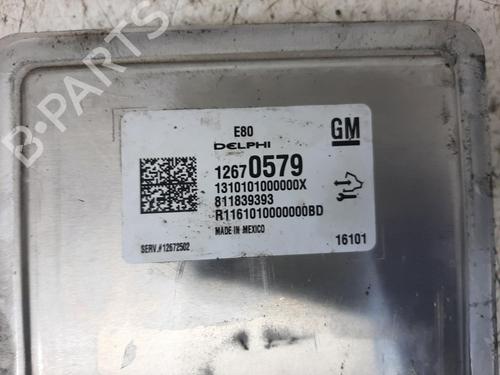 B-PARTS
E80
DELPHI
GM
12670579
1310101000000X
811839393
R1161010000000BD
MADE IN MEXICO
SERV.#12672502
16101